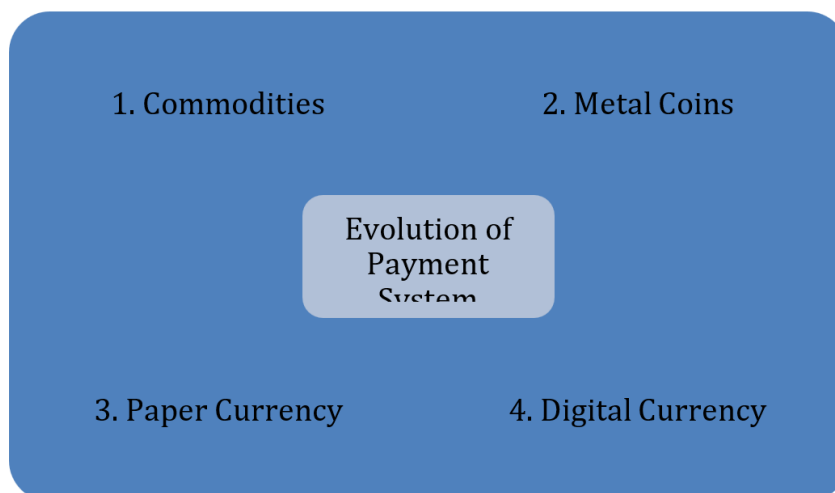 1. Commodities
2. Metal Coins
Evolution of
Payment
System
3. Paper Currency
4. Digital Currency